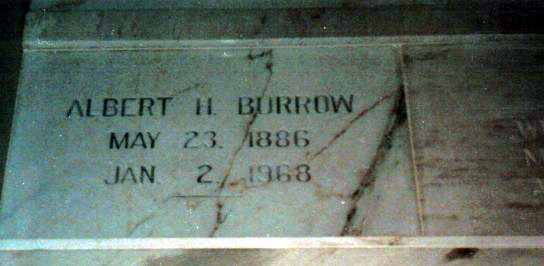 ALBERT H. BURROW
MAY 23, 1886
JAN. 2, 1968